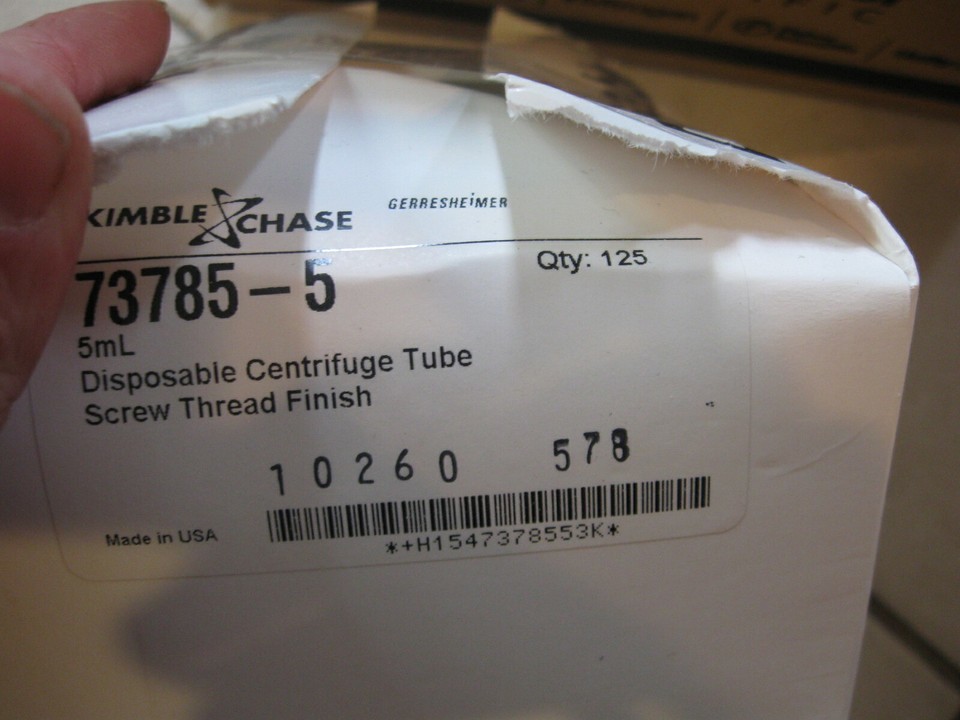 KIMBLE CHASE GERRESHEIMER
73785-5 Qty: 125
5mL
Disposable Centrifuge Tube
Screw Thread Finish
10260 578
Made in USA
*+H1547378553K*